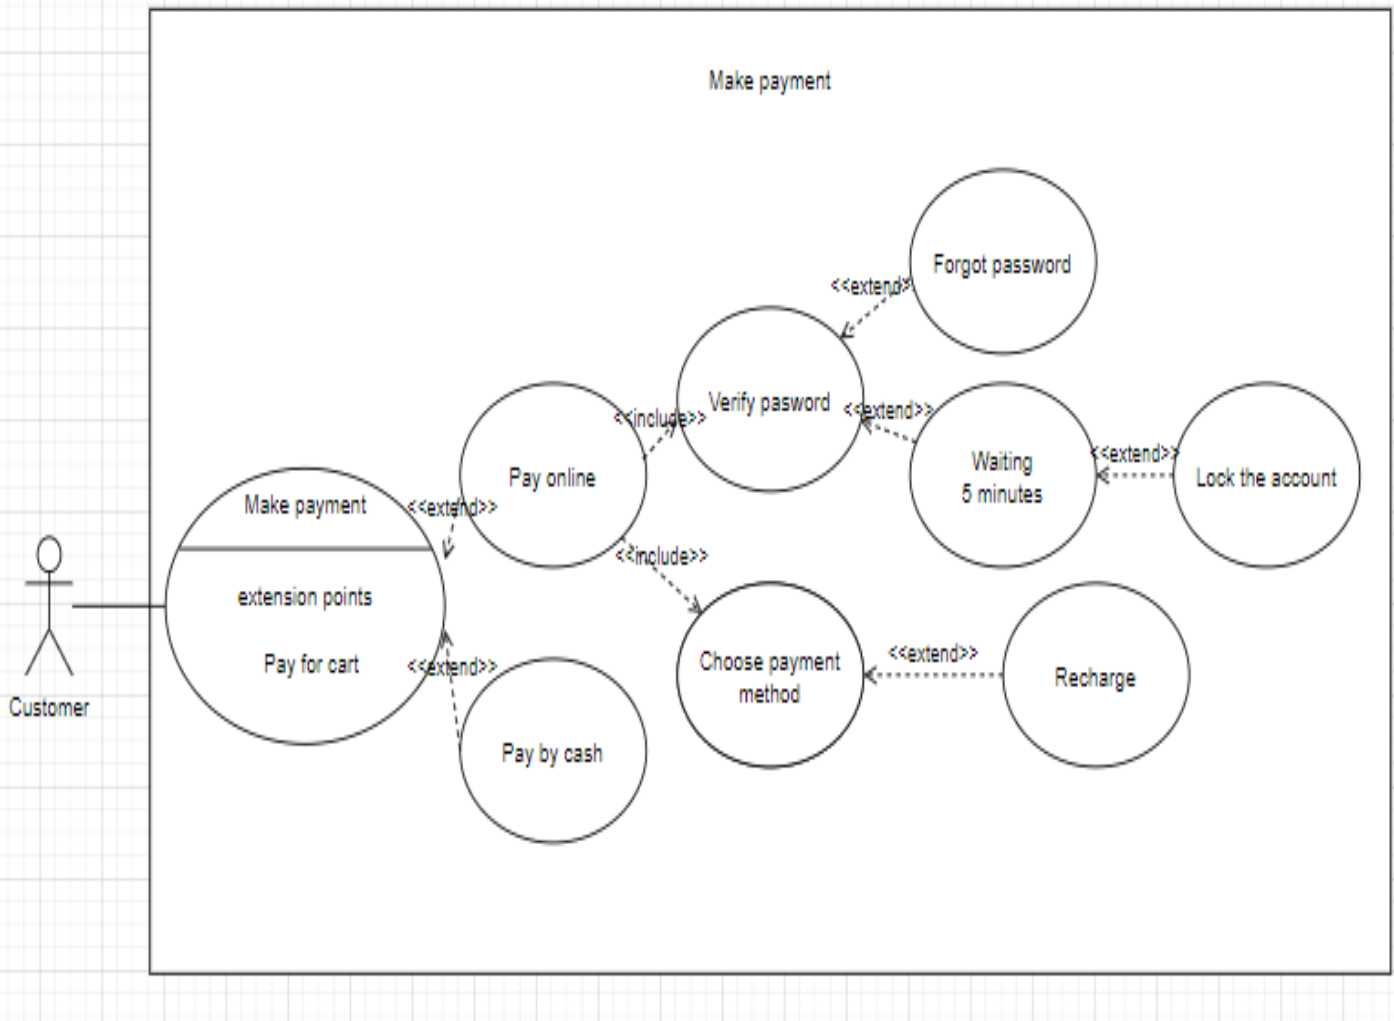 Make payment
Forgot password
<<extend>>
Verify pasword
<<extend>>
<<include>>
Waiting
5 minutes
<<extend>>
Lock the account
Pay online
Make payment
<<extend>>
<<include>>
extension points
Pay for cart
<<extend>>
Choose payment
method
<<extend>>
Recharge
Customer
Pay by cash